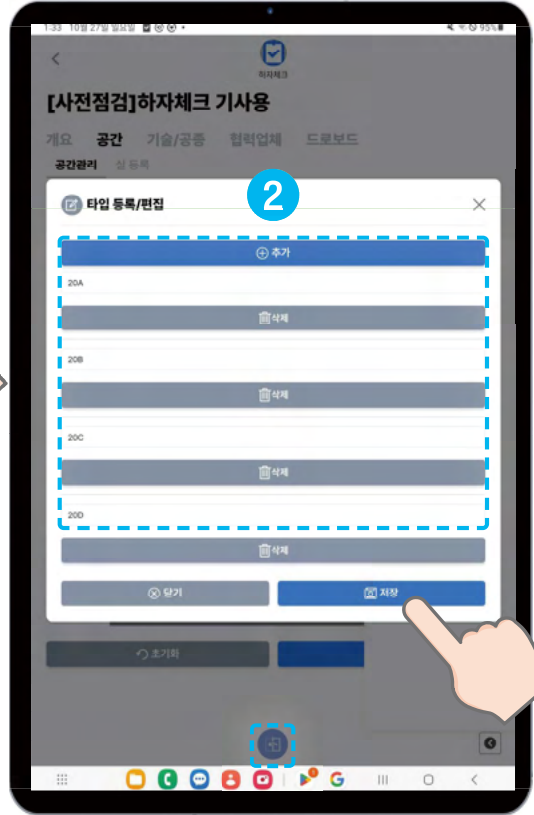 1:33 10월 27일 일요일
95%
하자체크
[사전점검]하자체크 기사용
개요 공간 기술/공종 협력업체 드로보드
공간관리 실 등록
2
타입 등록/편집
추가
20A
삭제
20B
삭제
20C
삭제
20D
삭제
닫기 저장
초기화